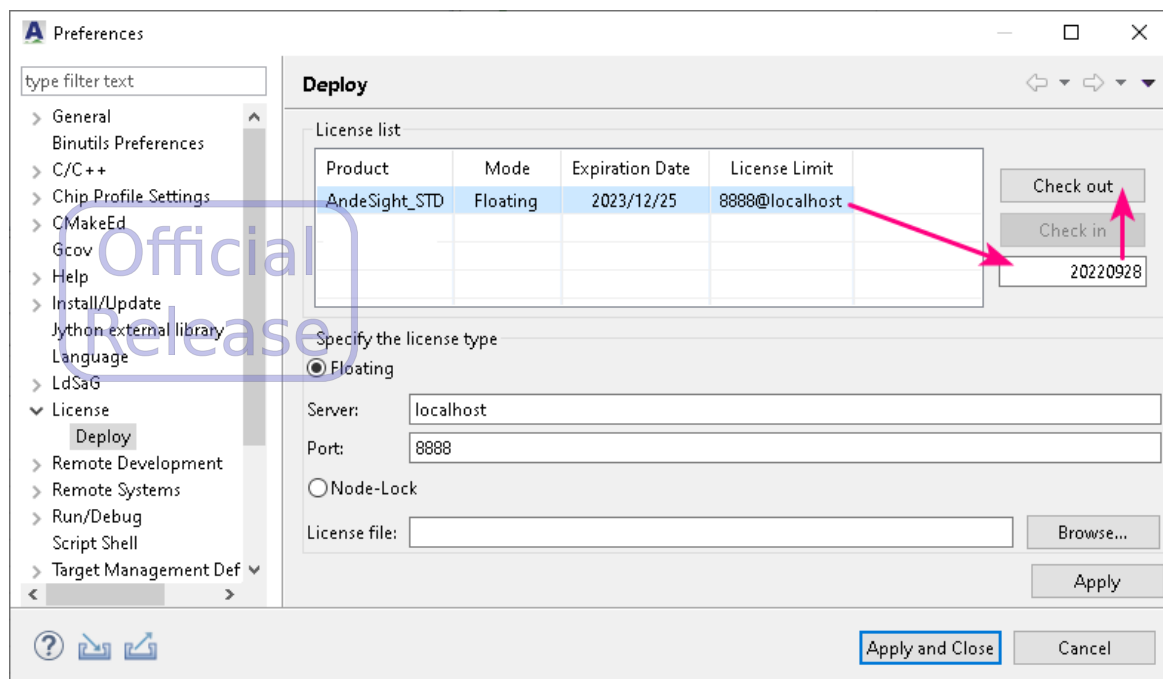 Preferences
type filter text
General
Binutils Preferences
C/C++
Chip Profile Settings
CMakeEd
Gcov
Help
Install/Update
Jython external library
Language
LdSaG
License
Deploy
Remote Development
Remote Systems
Run/Debug
Script Shell
Target Management Def
Official
Release
Deploy
License list
Product Mode Expiration Date License Limit
AndeSight_STD Floating 2023/12/25 8888@localhost
Check out
Check in
20220928
Specify the license type
Floating
Server: localhost
Port: 8888
Node-Lock
License file: Browse...
Apply
Apply and Close Cancel